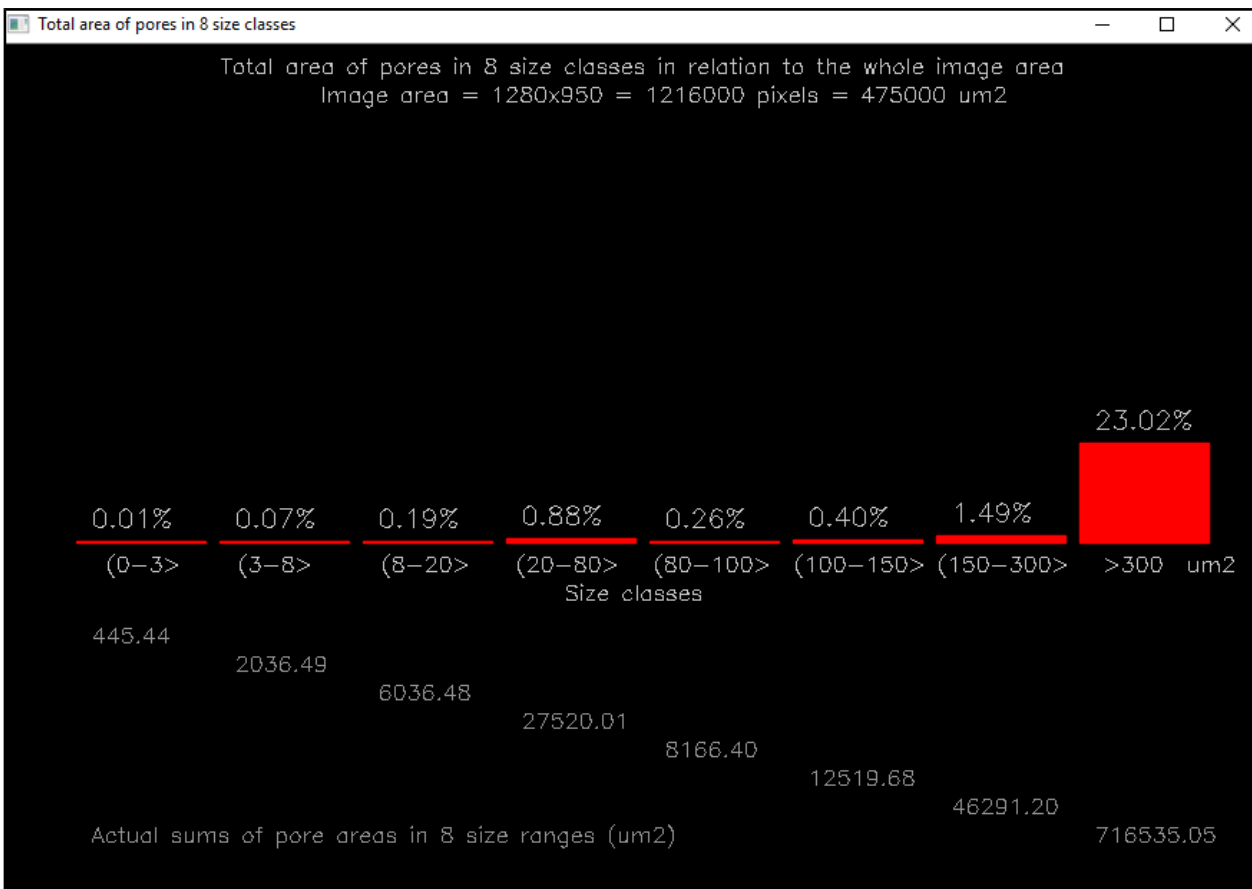 Total area of pores in 8 size classes
Total area of pores in 8 size classes in relation to the whole image area
Image area = 1280x950 = 1216000 pixels = 475000 um2
23.02%
0.01% 0.07% 0.19% 0.88% 0.26% 0.40% 1.49%
(0-3> (3-8> (8-20> (20-80> (80-100> (100-150> (150-300> >300 um2
Size classes
445.44
2036.49
6036.48
27520.01
8166.40
12519.68
46291.20
Actual sums of pore areas in 8 size ranges (um2) 716535.05